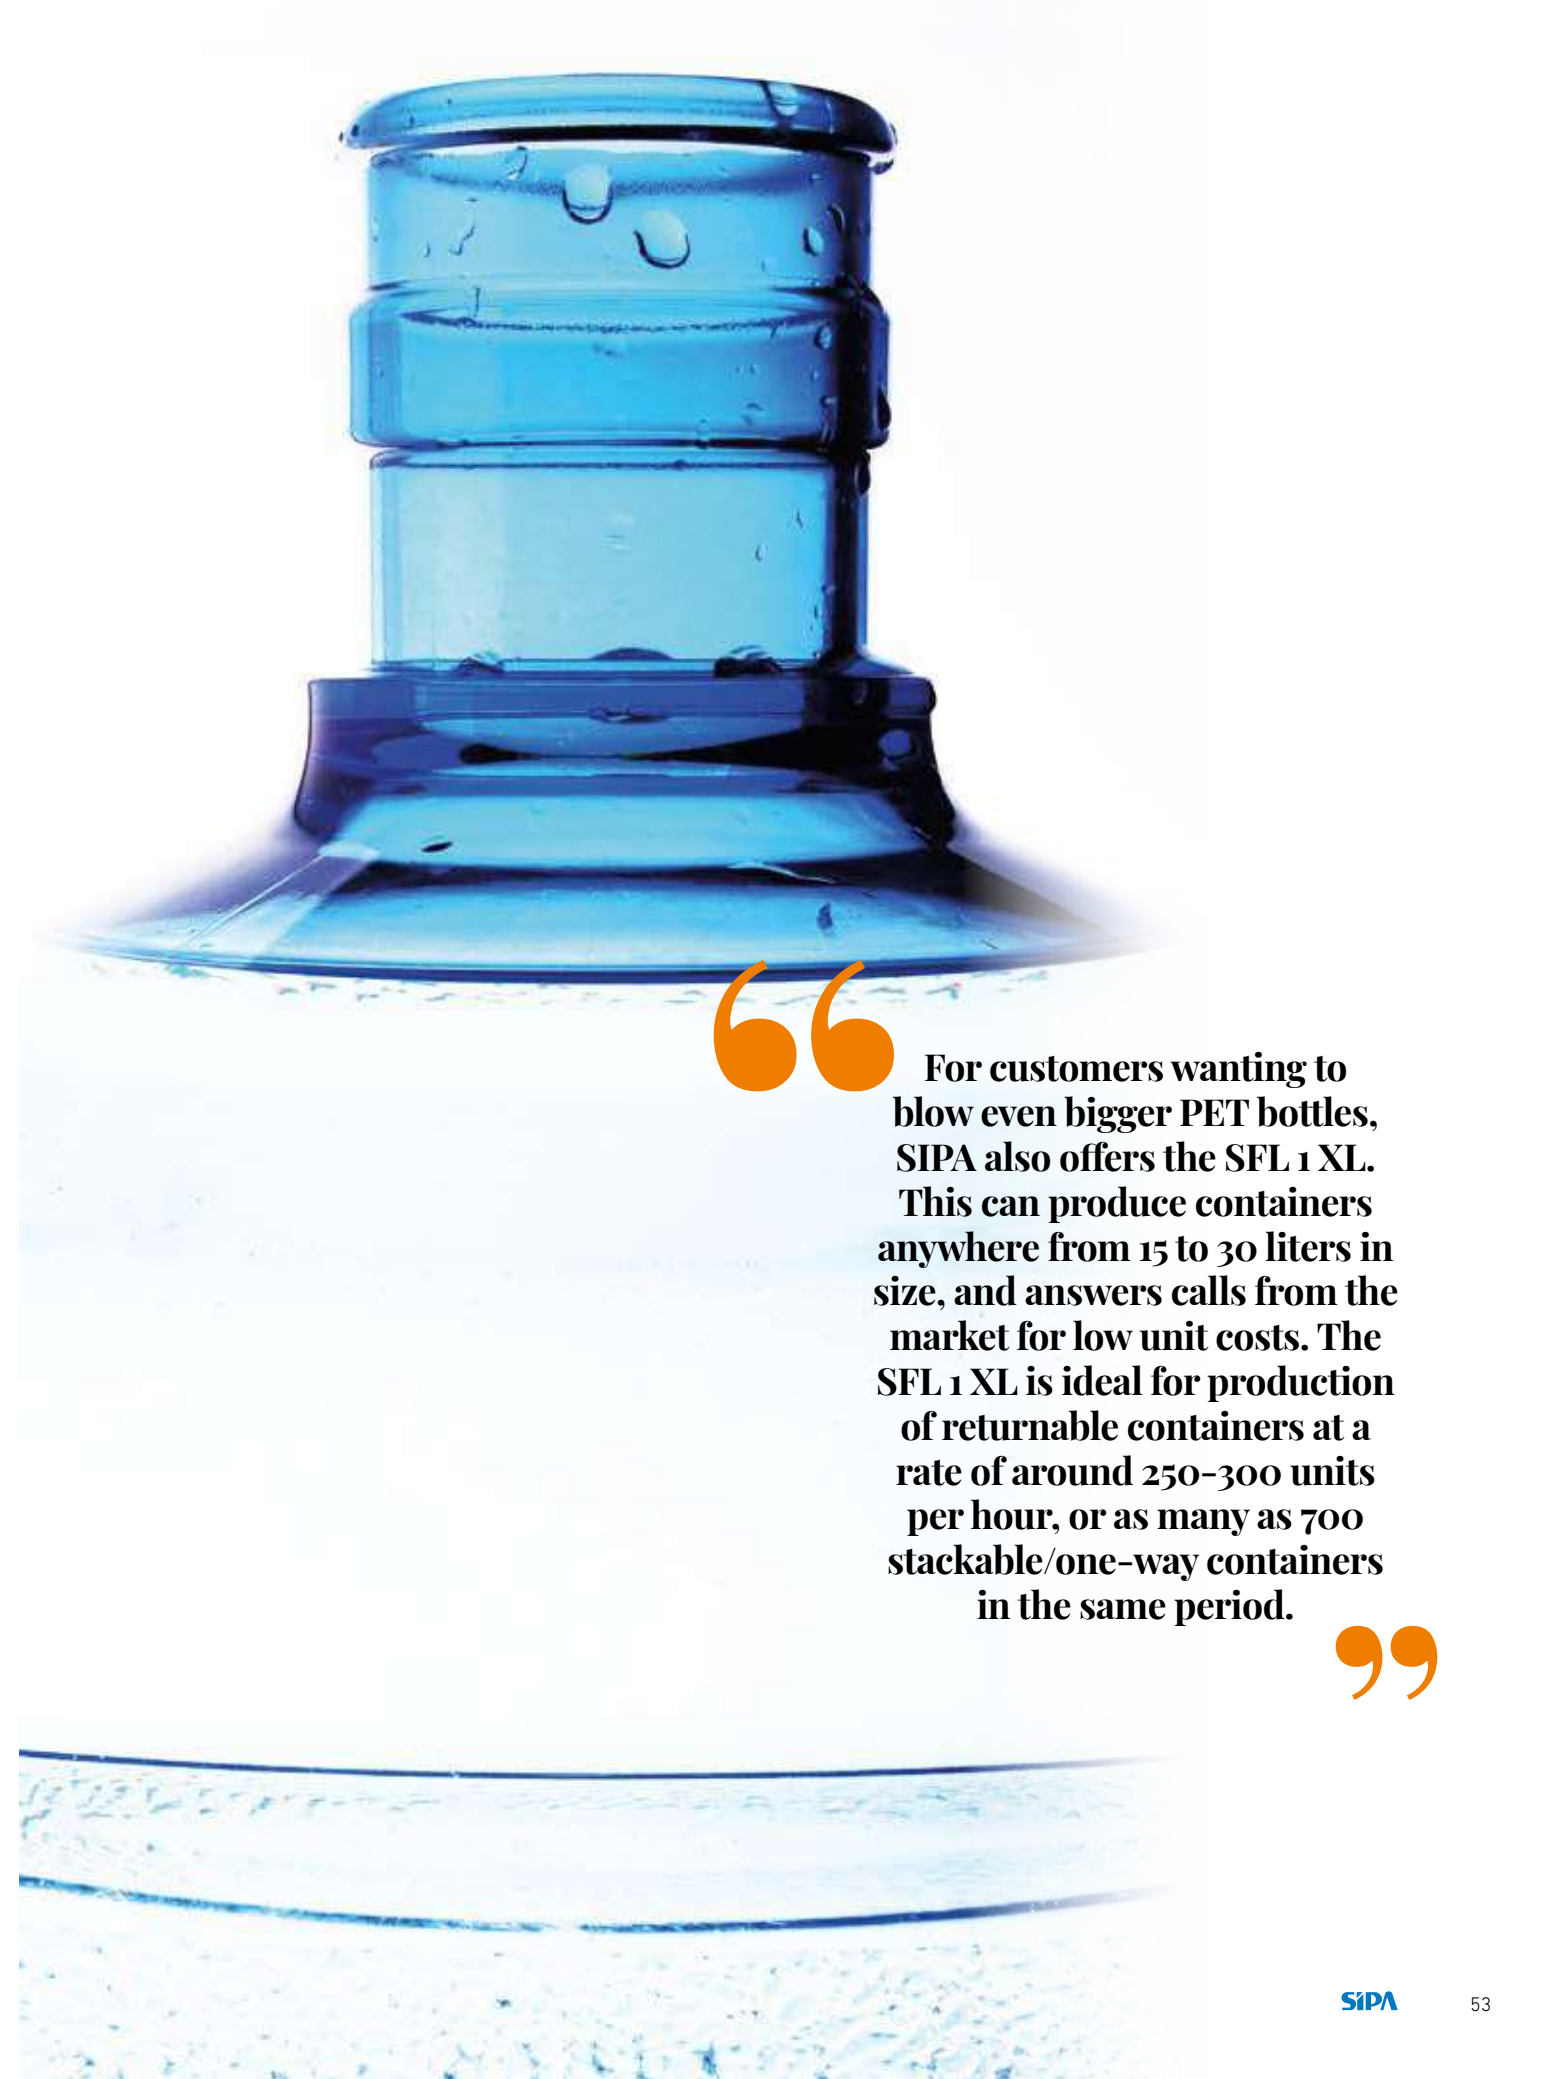 “
For customers wanting to
blow even bigger PET bottles,
SIPA also offers the SFL 1 XL.
This can produce containers
anywhere from 15 to 30 liters in
size, and answers calls from the
market for low unit costs. The
SFL 1 XL is ideal for production
of returnable containers at a
rate of around 250-300 units
per hour, or as many as 700
stackable/one-way containers
in the same period.
”
SIPA
53